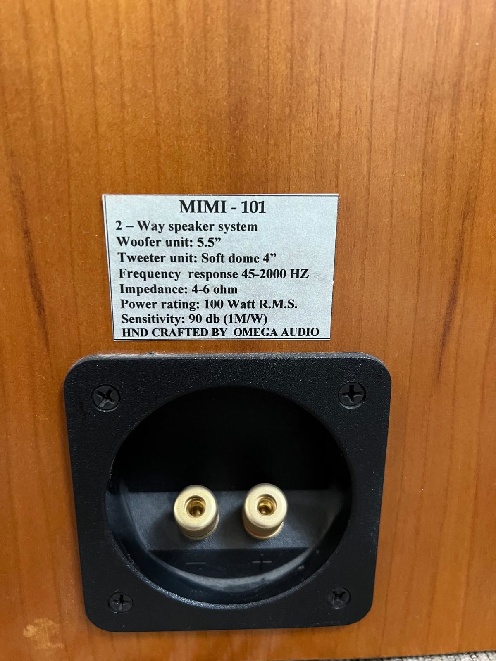 MIMI - 101
2 – Way speaker system
Woofer unit: 5.5”
Tweeter unit: Soft dome 4”
Frequency response 45-2000 HZ
Impedance: 4-6 ohm
Power rating: 100 Watt R.M.S.
Sensitivity: 90 db (1M/W)
HND CRAFTED BY OMEGA AUDIO
− +